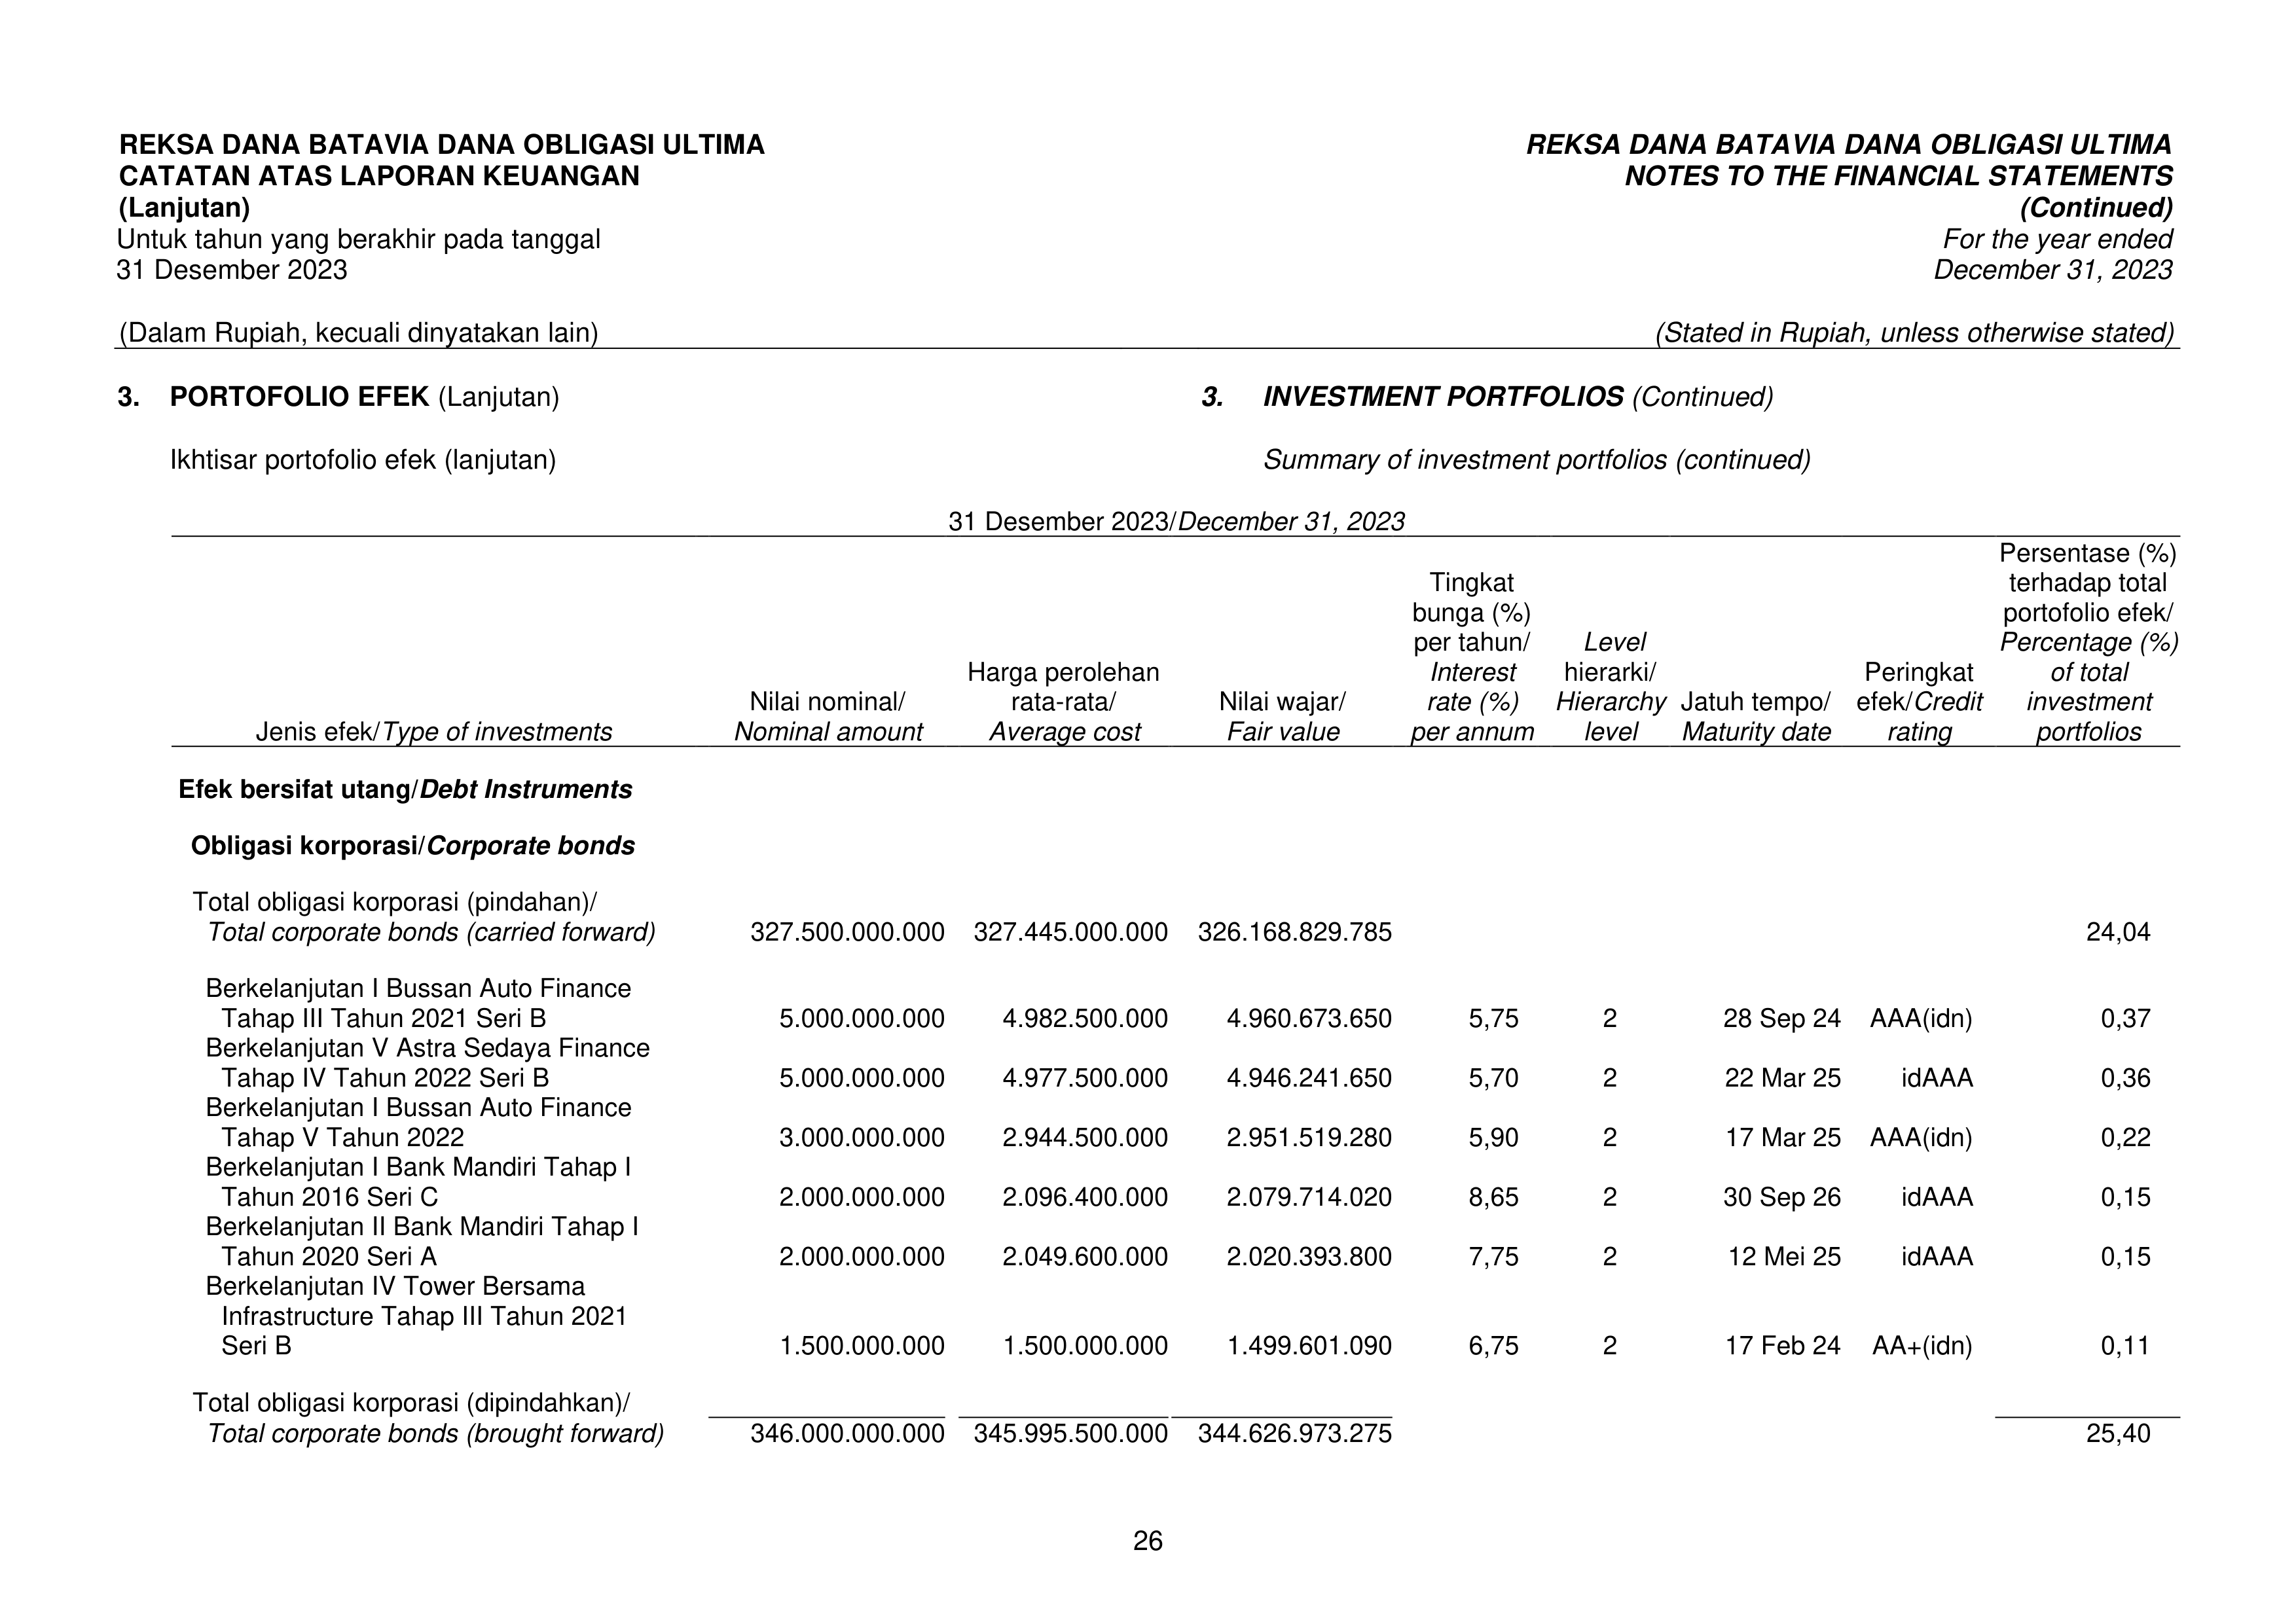 REKSA DANA BATAVIA DANA OBLIGASI ULTIMA
CATATAN ATAS LAPORAN KEUANGAN
(Lanjutan)
Untuk tahun yang berakhir pada tanggal
31 Desember 2023
(Dalam Rupiah, kecuali dinyatakan lain)
REKSA DANA BATAVIA DANA OBLIGASI ULTIMA
NOTES TO THE FINANCIAL STATEMENTS
(Continued)
For the year ended
December 31, 2023
(Stated in Rupiah, unless otherwise stated)
3. PORTOFOLIO EFEK (Lanjutan)
Ikhtisar portofolio efek (lanjutan)
3. INVESTMENT PORTFOLIOS (Continued)
Summary of investment portfolios (continued)
31 Desember 2023/December 31, 2023
Jenis efek/Type of investments
Nilai nominal/
Nominal amount
Harga perolehan
rata-rata/
Average cost
Nilai wajar/
Fair value
Tingkat
bunga (%)
per tahun/
Interest
rate (%)
per annum
Level
hierarki/
Hierarchy
level
Jatuh tempo/
Maturity date
Peringkat
efek/Credit
rating
Persentase (%)
terhadap total
portofolio efek/
Percentage (%)
of total
investment
portfolios
Efek bersifat utang/Debt Instruments
Obligasi korporasi/Corporate bonds
Total obligasi korporasi (pindahan)/
Total corporate bonds (carried forward) 327.500.000.000 327.445.000.000 326.168.829.785 24,04
Berkelanjutan I Bussan Auto Finance
Tahap III Tahun 2021 Seri B 5.000.000.000 4.982.500.000 4.960.673.650 5,75 2 28 Sep 24 AAA(idn) 0,37
Berkelanjutan V Astra Sedaya Finance
Tahap IV Tahun 2022 Seri B 5.000.000.000 4.977.500.000 4.946.241.650 5,70 2 22 Mar 25 idAAA 0,36
Berkelanjutan I Bussan Auto Finance
Tahap V Tahun 2022 3.000.000.000 2.944.500.000 2.951.519.280 5,90 2 17 Mar 25 AAA(idn) 0,22
Berkelanjutan I Bank Mandiri Tahap I
Tahun 2016 Seri C 2.000.000.000 2.096.400.000 2.079.714.020 8,65 2 30 Sep 26 idAAA 0,15
Berkelanjutan II Bank Mandiri Tahap I
Tahun 2020 Seri A 2.000.000.000 2.049.600.000 2.020.393.800 7,75 2 12 Mei 25 idAAA 0,15
Berkelanjutan IV Tower Bersama
Infrastructure Tahap III Tahun 2021
Seri B 1.500.000.000 1.500.000.000 1.499.601.090 6,75 2 17 Feb 24 AA+(idn) 0,11
Total obligasi korporasi (dipindahkan)/
Total corporate bonds (brought forward) 346.000.000.000 345.995.500.000 344.626.973.275 25,40
26